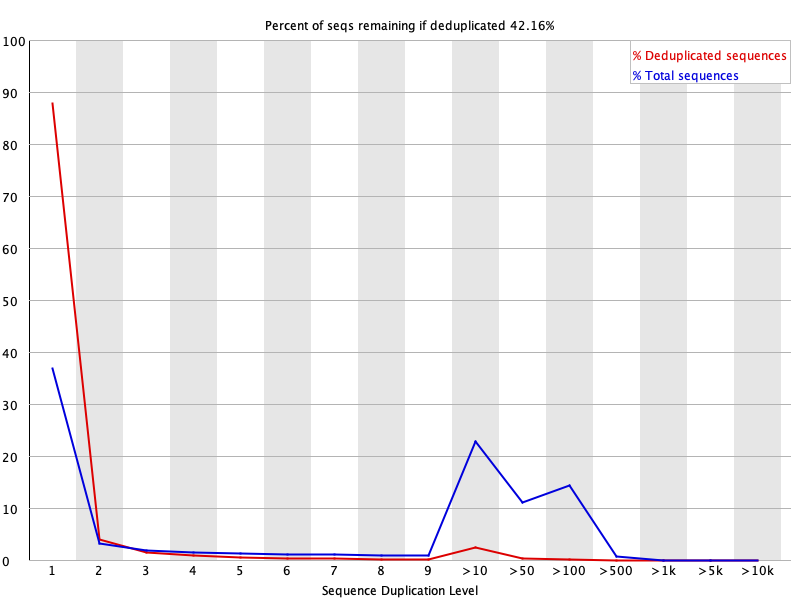 Percent of seqs remaining if deduplicated 42.16%
% Deduplicated sequences
% Total sequences
100
90
80
70
60
50
40
30
20
10
0
1 2 3 4 5 6 7 8 9 >10 >50 >100 >500 >1k >5k >10k
Sequence Duplication Level